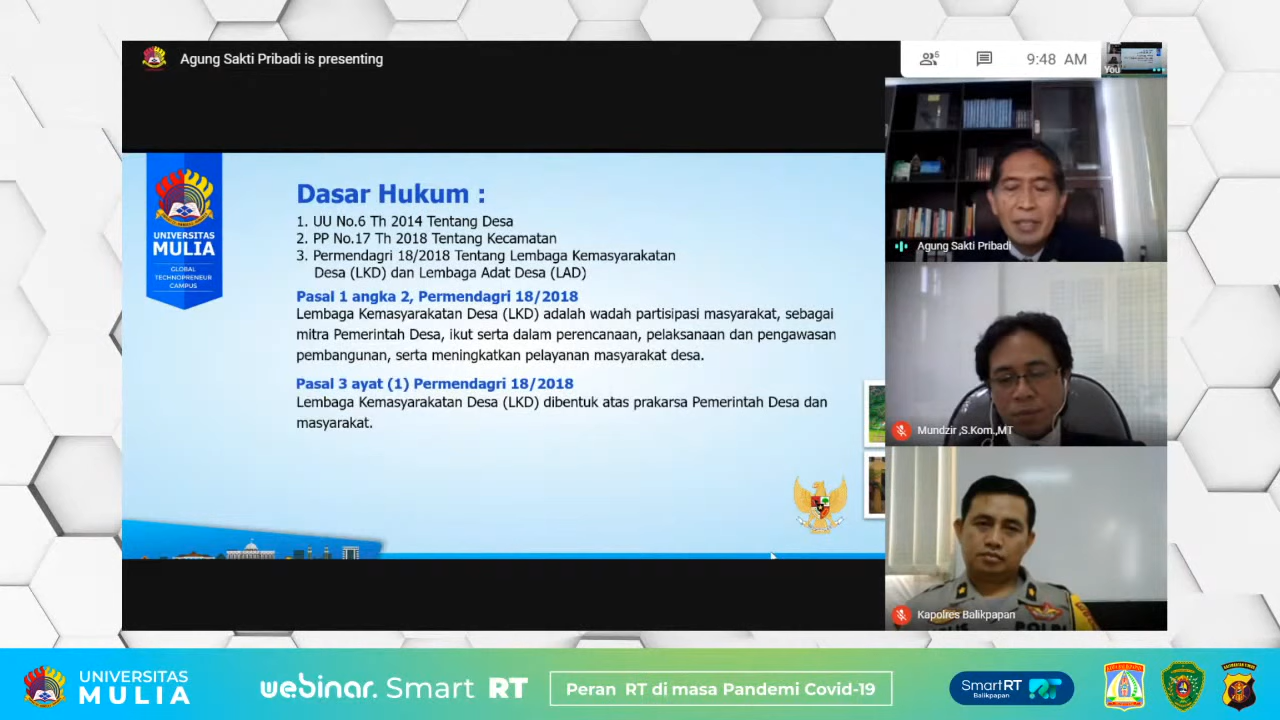 Agung Sakti Pribadi is presenting
6
9:48 AM
You
UNIVERSITAS
MULIA
GLOBAL
TECHNOPRENEUR
CAMPUS
Dasar Hukum :
1. UU No.6 Th 2014 Tentang Desa
2. PP No.17 Th 2018 Tentang Kecamatan
3. Permendagri 18/2018 Tentang Lembaga Kemasyarakatan
Desa (LKD) dan Lembaga Adat Desa (LAD)
Pasal 1 angka 2, Permendagri 18/2018
Lembaga Kemasyarakatan Desa (LKD) adalah wadah partisipasi masyarakat, sebagai
mitra Pemerintah Desa, ikut serta dalam perencanaan, pelaksanaan dan pengawasan
pembangunan, serta meningkatkan pelayanan masyarakat desa.
Pasal 3 ayat (1) Permendagri 18/2018
Lembaga Kemasyarakatan Desa (LKD) dibentuk atas prakarsa Pemerintah Desa dan
masyarakat.
Agung Sakti Pribadi
Mundzir ,S.Kom.,MT
Kapolres Balikpapan
UNIVERSITAS
MULIA
webinar. Smart RT
Peran RT di masa Pandemi Covid-19
SmartRT
Balikpapan
RT